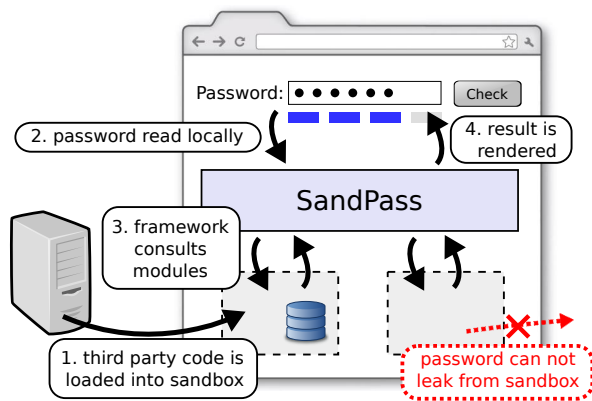 Password:
Check
2. password read locally
4. result is
rendered
SandPass
3. framework
consults
modules
1. third party code is
loaded into sandbox
password can not
leak from sandbox